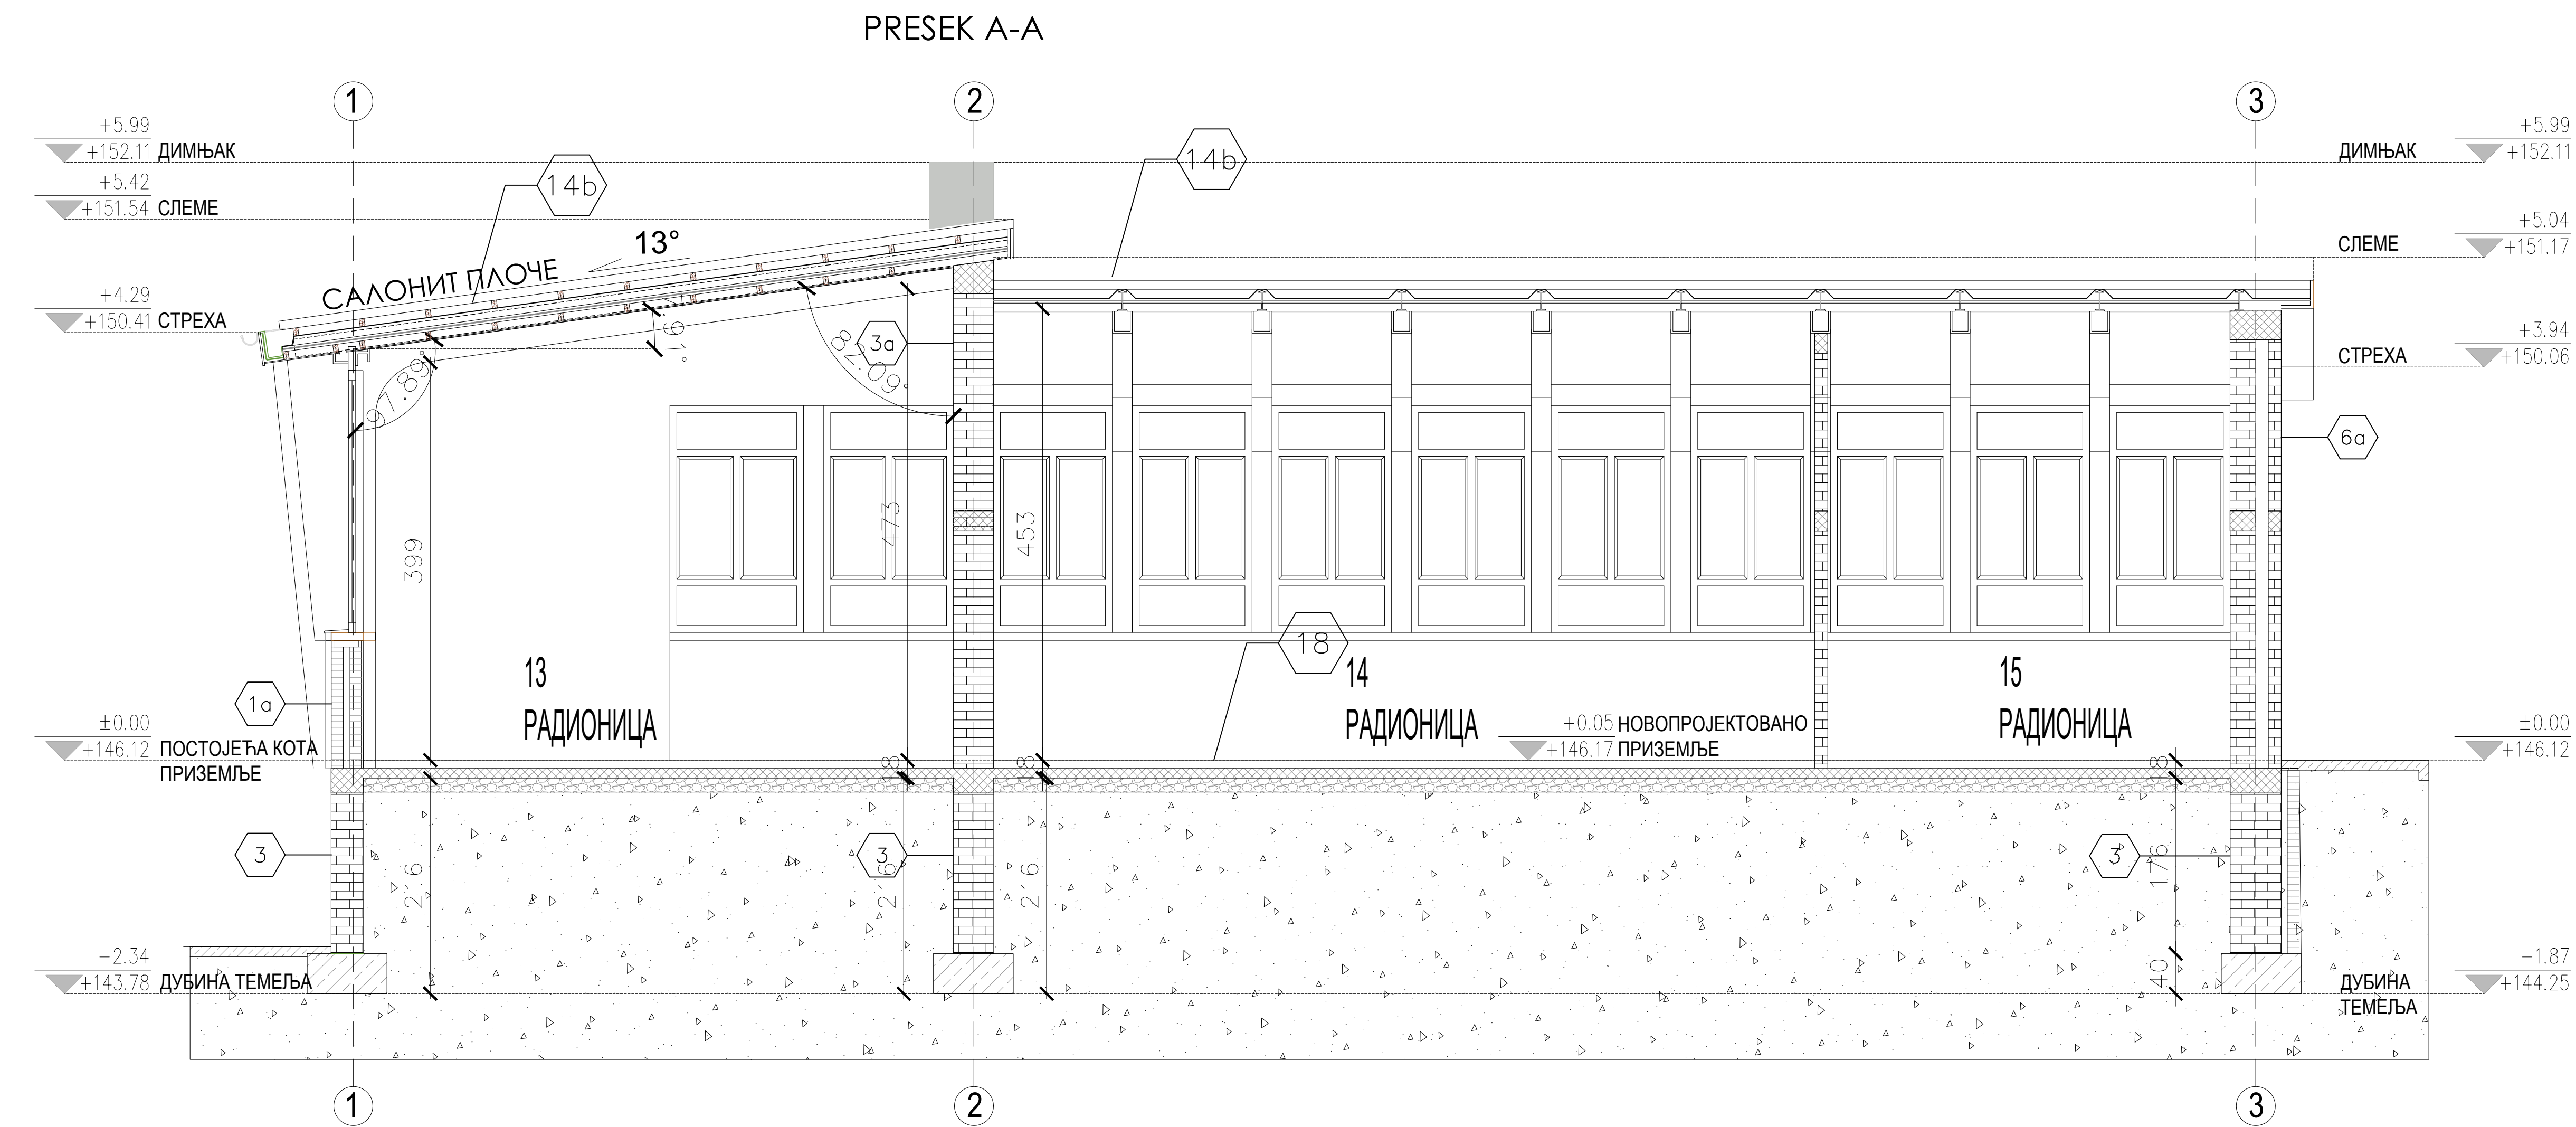 PRESEK A-A
1
2
3
+5.99
+152.11 ДИМЊАК
+5.42
+151.54 СЛЕМЕ
+4.29
+150.41 СТРЕХА
14b
14b
13°
САЛОНИТ ПЛОЧЕ
+5.99
ДИМЊАК +152.11
+5.04
СЛЕМЕ +151.17
+3.94
СТРЕХА +150.06
3a
6a
97.89°
82.09°
7.91°
399
473
453
13
РАДИОНИЦА
18
14
РАДИОНИЦА
15
РАДИОНИЦА
1a
±0.00
+146.12 ПОСТОЈЕЋА КОТА
ПРИЗЕМЉЕ
+0.05 НОВОПРОЈЕКТОВАНО
+146.17 ПРИЗЕМЉЕ
±0.00
+146.12
18
18
18
3
3
3
216
216
216
176
40
-2.34
+143.78 ДУБИНА ТЕМЕЉА
-1.87
ДУБИНА +144.25
ТЕМЕЉА
1
2
3